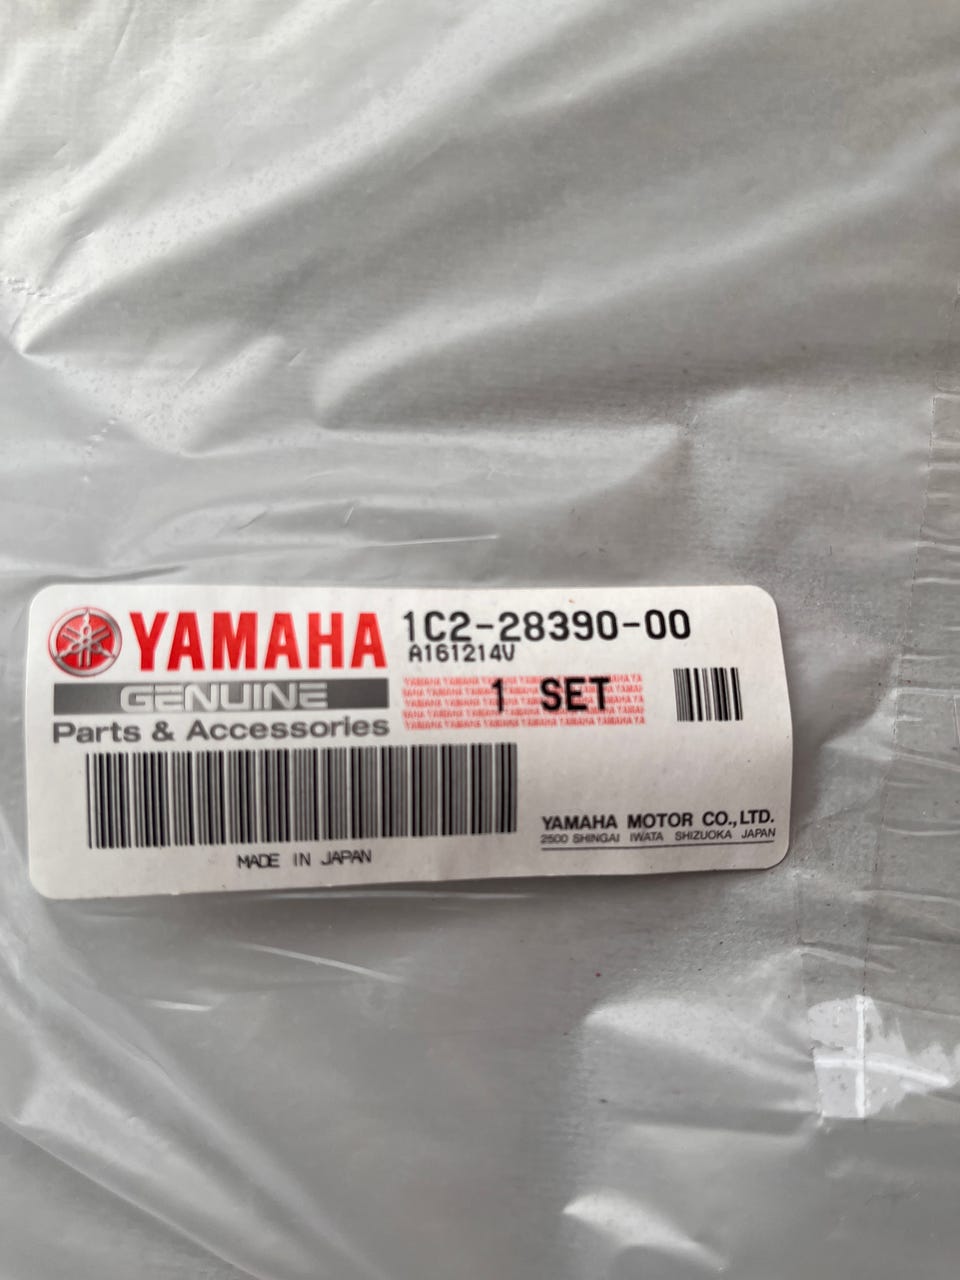 YAMAHA
GENUINE
Parts & Accessories
1C2-28390-00
A161214V
1 SET
YAMAHA MOTOR CO., LTD.
2500 SHINGAI IWATA SHIZUOKA JAPAN
MADE IN JAPAN